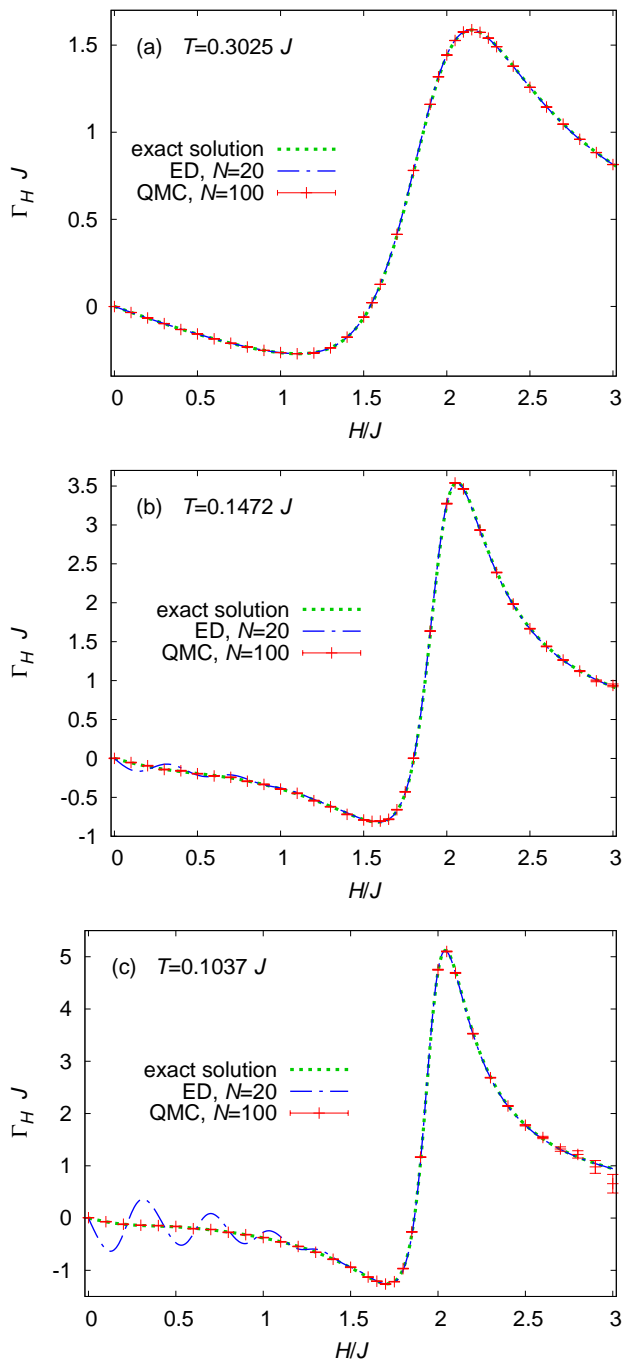 (a) T=0.3025 J
exact solution
ED, N=20
QMC, N=100
Γ_H J
1.5
1
0.5
0
0 0.5 1 1.5 2 2.5 3
H/J
(b) T=0.1472 J
exact solution
ED, N=20
QMC, N=100
Γ_H J
3.5
3
2.5
2
1.5
1
0.5
0
-0.5
-1
0 0.5 1 1.5 2 2.5 3
H/J
(c) T=0.1037 J
exact solution
ED, N=20
QMC, N=100
Γ_H J
5
4
3
2
1
0
-1
0 0.5 1 1.5 2 2.5 3
H/J